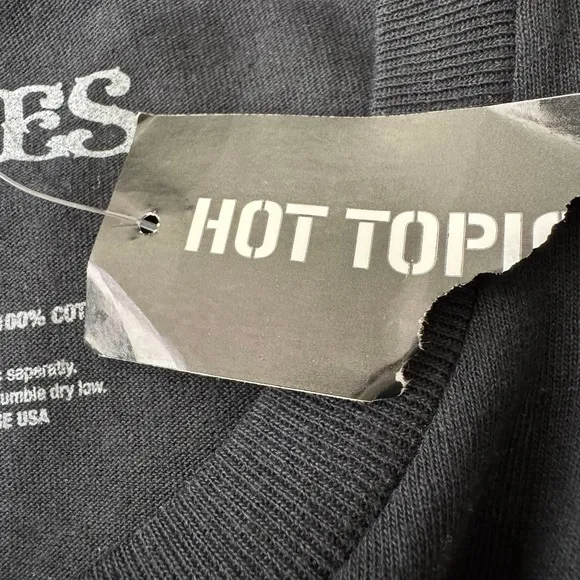 ES
HOT TOPIC
100% COT
saperatly.
umble dry low.
E USA